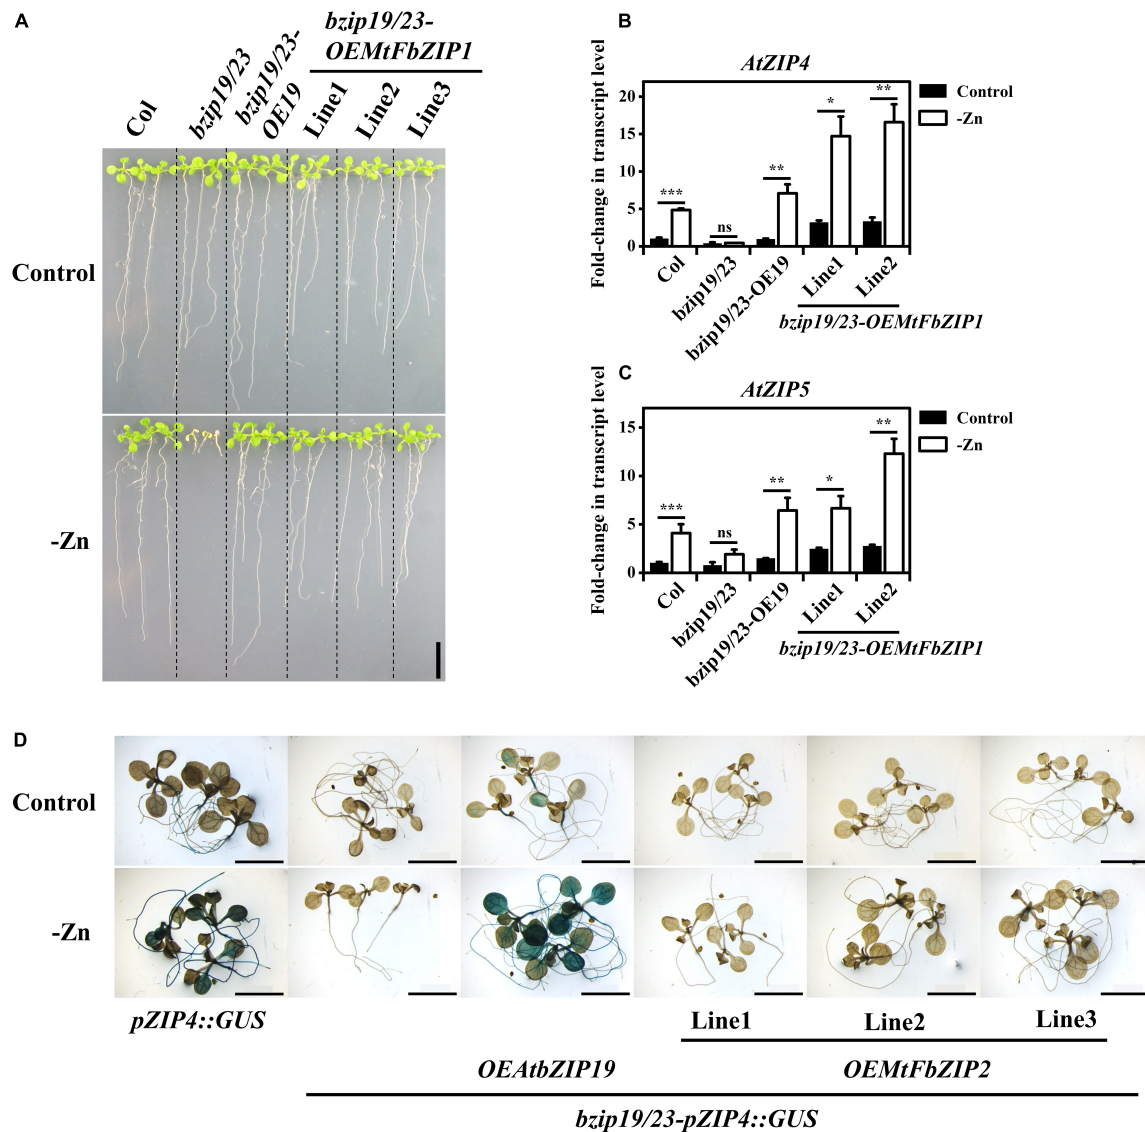 A
bzip19/23-
OEMtFbZIP1
Col
bzip19/23
bzip19/23-
OE19
Line1
Line2
Line3
Control
-Zn
B
AtZIP4
Fold-change in transcript level
20
15
10
5
0
***
ns
**
*
**
Control
-Zn
Col
bzip19/23
bzip19/23-OE19
Line1
Line2
bzip19/23-OEMtFbZIP1
C
AtZIP5
Fold-change in transcript level
15
10
5
0
***
ns
**
*
**
Control
-Zn
Col
bzip19/23
bzip19/23-OE19
Line1
Line2
bzip19/23-OEMtFbZIP1
D
Control
-Zn
pZIP4::GUS
Line1
Line2
Line3
OEAtbZIP19
OEMtFbZIP2
bzip19/23-pZIP4::GUS